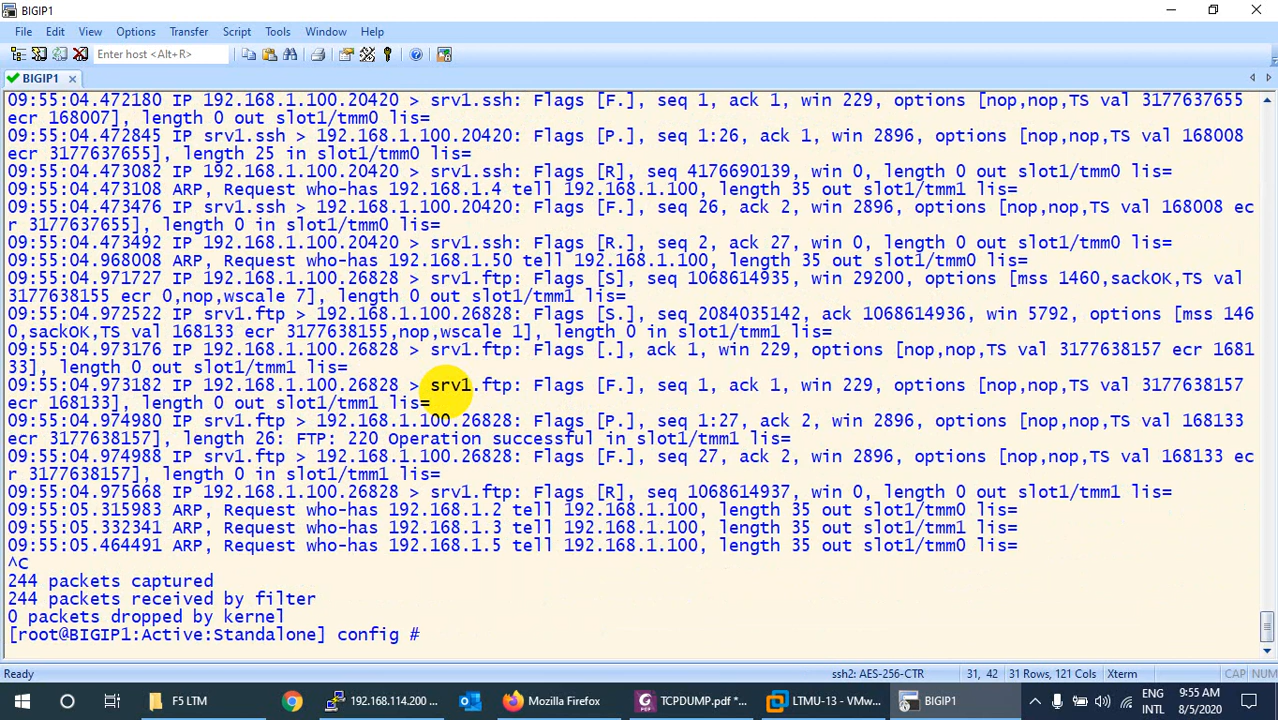 BIGIP1
File Edit View Options Transfer Script Tools Window Help
Enter host <Alt+R>
BIGIP1
09:55:04.472180 IP 192.168.1.100.20420 > srv1.ssh: Flags [F.], seq 1, ack 1, win 229, options [nop,nop,TS val 3177637655
ecr 168007], length 0 out slot1/tmm0 lis=
09:55:04.472845 IP srv1.ssh > 192.168.1.100.20420: Flags [P.], seq 1:26, ack 1, win 2896, options [nop,nop,TS val 168008
ecr 3177637655], length 25 in slot1/tmm0 lis=
09:55:04.473082 IP 192.168.1.100.20420 > srv1.ssh: Flags [R], seq 4176690139, win 0, length 0 out slot1/tmm0 lis=
09:55:04.473108 ARP, Request who-has 192.168.1.4 tell 192.168.1.100, length 35 out slot1/tmm1 lis=
09:55:04.473476 IP srv1.ssh > 192.168.1.100.20420: Flags [F.], seq 26, ack 2, win 2896, options [nop,nop,TS val 168008 ec
r 3177637655], length 0 in slot1/tmm0 lis=
09:55:04.473492 IP 192.168.1.100.20420 > srv1.ssh: Flags [R.], seq 2, ack 27, win 0, length 0 out slot1/tmm0 lis=
09:55:04.968008 ARP, Request who-has 192.168.1.50 tell 192.168.1.100, length 35 out slot1/tmm0 lis=
09:55:04.971727 IP 192.168.1.100.26828 > srv1.ftp: Flags [S], seq 1068614935, win 29200, options [mss 1460,sackOK,TS val
3177638155 ecr 0,nop,wscale 7], length 0 out slot1/tmm1 lis=
09:55:04.972522 IP srv1.ftp > 192.168.1.100.26828: Flags [S.], seq 2084035142, ack 1068614936, win 5792, options [mss 146
0,sackOK,TS val 168133 ecr 3177638155,nop,wscale 1], length 0 in slot1/tmm1 lis=
09:55:04.973176 IP 192.168.1.100.26828 > srv1.ftp: Flags [.], ack 1, win 229, options [nop,nop,TS val 3177638157 ecr 1681
33], length 0 out slot1/tmm1 lis=
09:55:04.973182 IP 192.168.1.100.26828 > srv1.ftp: Flags [F.], seq 1, ack 1, win 229, options [nop,nop,TS val 3177638157
ecr 168133], length 0 out slot1/tmm1 lis=
09:55:04.974980 IP srv1.ftp > 192.168.1.100.26828: Flags [P.], seq 1:27, ack 2, win 2896, options [nop,nop,TS val 168133
ecr 3177638157], length 26: FTP: 220 Operation successful in slot1/tmm1 lis=
09:55:04.974988 IP srv1.ftp > 192.168.1.100.26828: Flags [F.], seq 27, ack 2, win 2896, options [nop,nop,TS val 168133 ec
r 3177638157], length 0 in slot1/tmm1 lis=
09:55:04.975668 IP 192.168.1.100.26828 > srv1.ftp: Flags [R], seq 1068614937, win 0, length 0 out slot1/tmm1 lis=
09:55:05.315983 ARP, Request who-has 192.168.1.2 tell 192.168.1.100, length 35 out slot1/tmm0 lis=
09:55:05.332341 ARP, Request who-has 192.168.1.3 tell 192.168.1.100, length 35 out slot1/tmm1 lis=
09:55:05.464491 ARP, Request who-has 192.168.1.5 tell 192.168.1.100, length 35 out slot1/tmm0 lis=
^C
244 packets captured
244 packets received by filter
0 packets dropped by kernel
[root@BIGIP1:Active:Standalone] config #
Ready ssh2: AES-256-CTR 31, 42 31 Rows, 121 Cols Xterm CAP NUM
F5 LTM 192.168.114.200 ... Mozilla Firefox TCPDUMP.pdf *... LTMU-13 - VMw... BIGIP1 ENG INTL 9:55 AM 8/5/2020